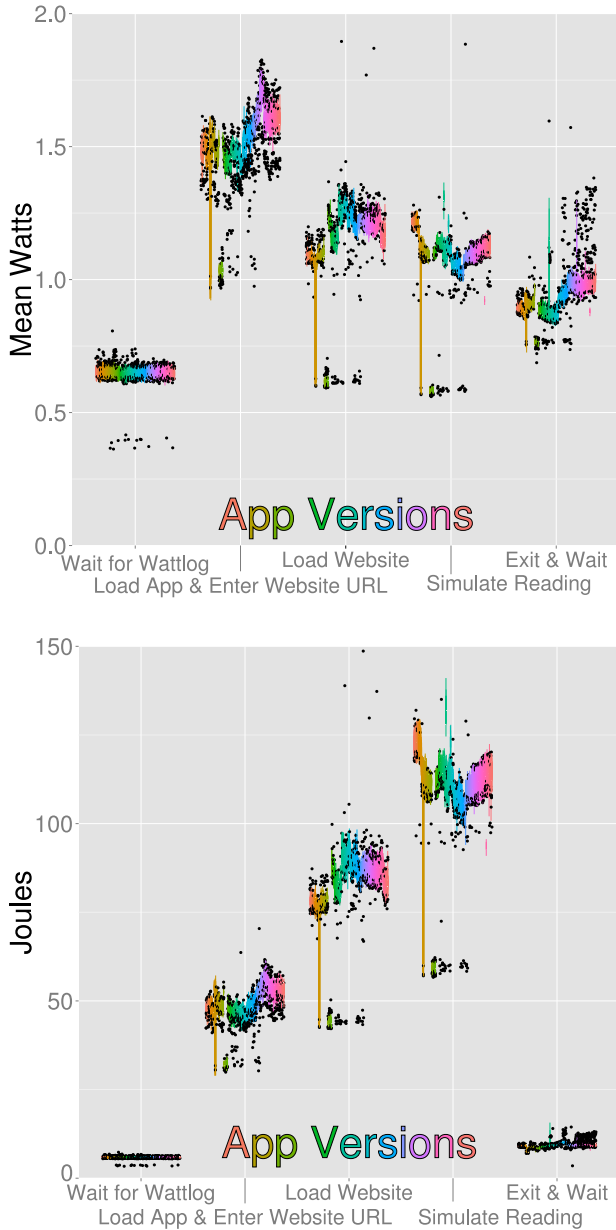 2.0
1.5
1.0
0.5
0.0
Mean Watts
App Versions
Wait for Wattlog
Load Website
Exit & Wait
Load App & Enter Website URL
Simulate Reading
150
100
50
0
Joules
App Versions
Wait for Wattlog
Load Website
Exit & Wait
Load App & Enter Website URL
Simulate Reading